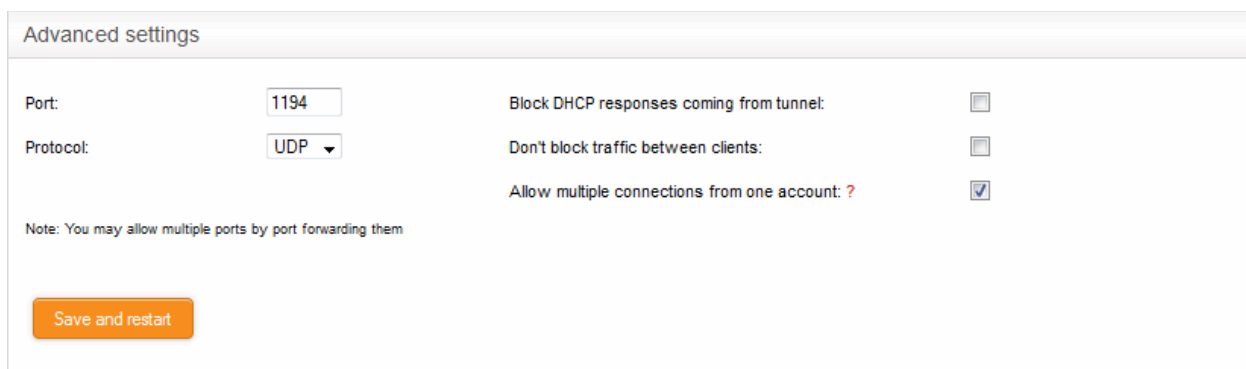 Advanced settings
Port: 1194 Block DHCP responses coming from tunnel:
Protocol: UDP Don't block traffic between clients:
Allow multiple connections from one account: ?
Note: You may allow multiple ports by port forwarding them
Save and restart